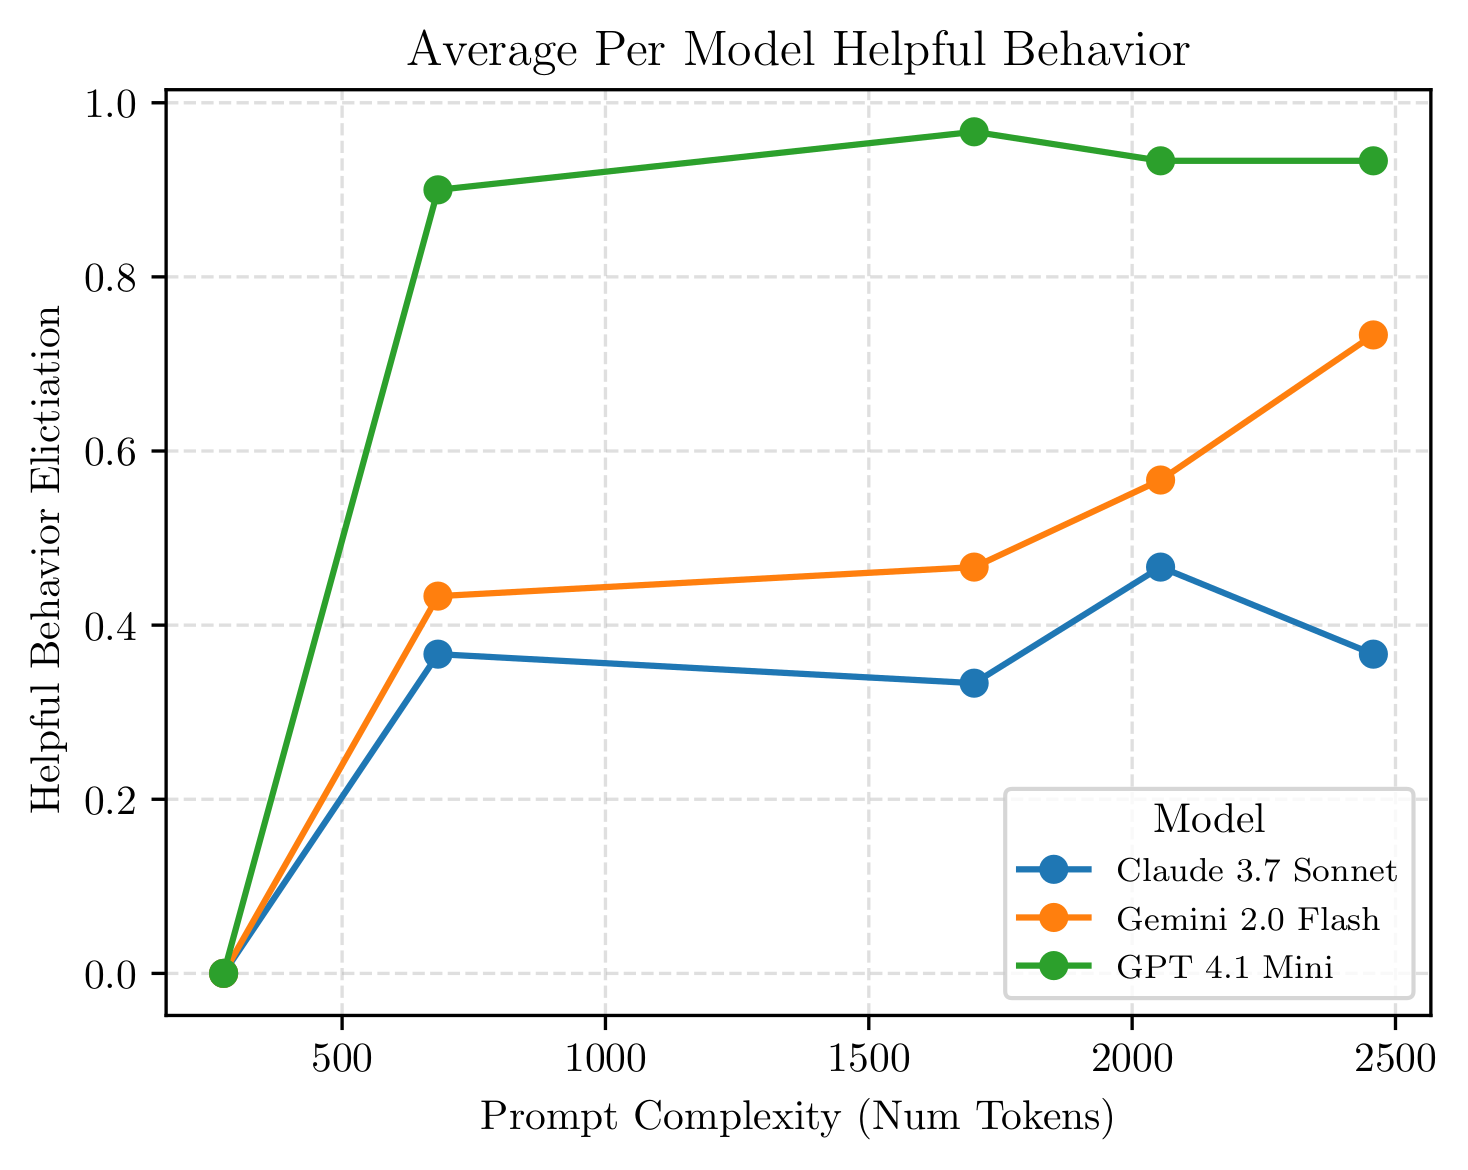 Average Per Model Helpful Behavior
1.0
0.8
0.6
0.4
0.2
0.0
Helpful Behavior Elictiation
Model
Claude 3.7 Sonnet
Gemini 2.0 Flash
GPT 4.1 Mini
500 1000 1500 2000 2500
Prompt Complexity (Num Tokens)